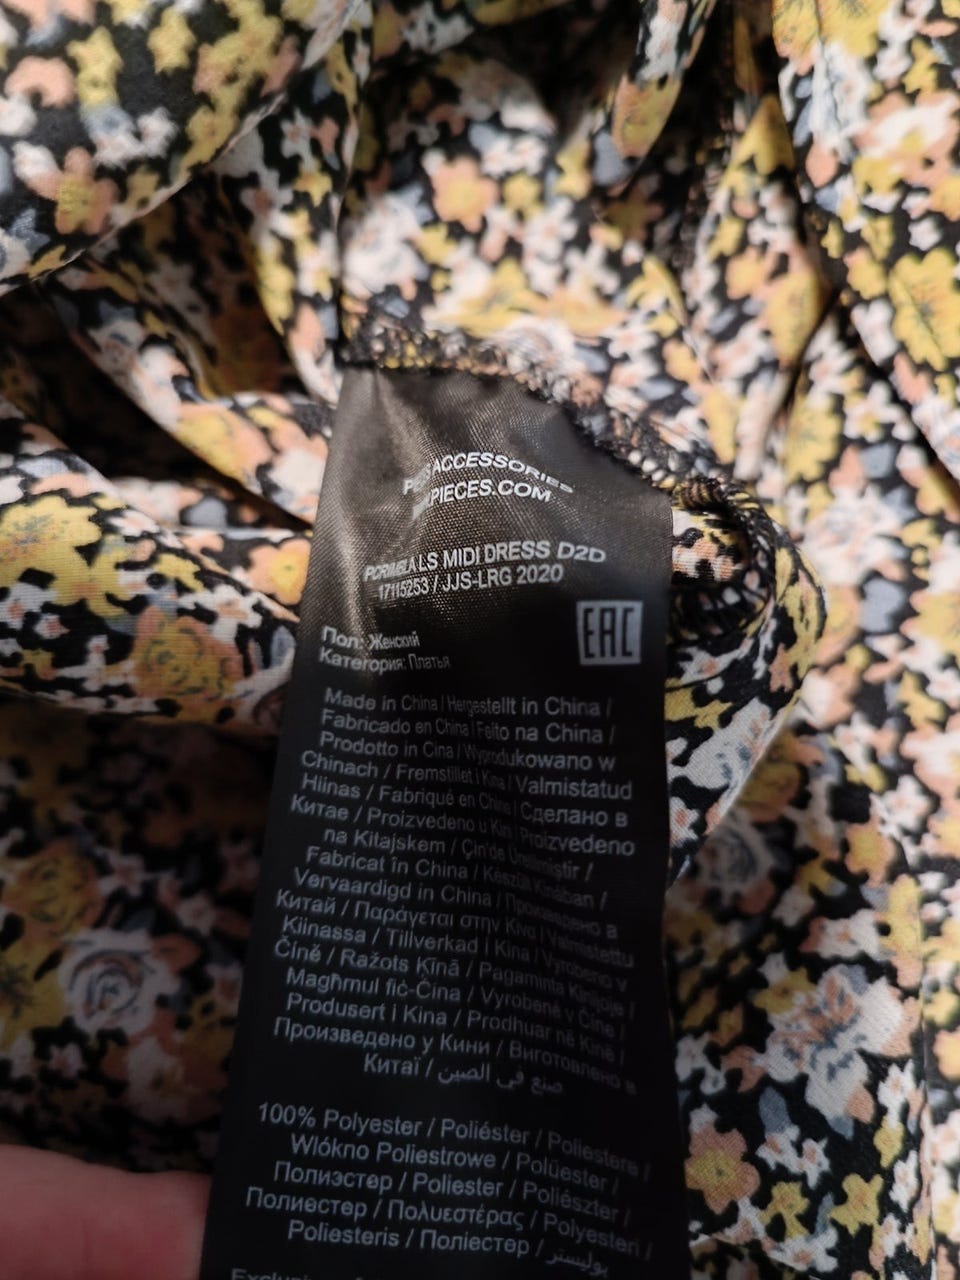 ACCESSORIES
PIECES.COM
LS MIDI DRESS D2D
17115253 / JJS-LRG 2020
EAC
Пол: Женский
Категория: Платья
Made in China / Hergestellt in China /
Fabricado en China / Feito na China /
Prodotto in Cina / Wyprodukowano w
Chinach / Fremstillet i Kina / Valmistatud
Hiinas / Fabriqué en China / Сделано в
Китае / Proizvedeno u Kini / Proizvedeno
na Kitajskem / Çin'de Üretilmiştir /
Fabricat în China / Készült Kínában /
Vervaardigd in China / Произведено в
Китай / Παράγεται στην Κίνα / Valmistettu
Kiinassa / Tillverkad i Kina / Vyrobeno v
Číně / Ražots Ķīnā / Pagaminta Kinijoje /
Magħmul fiċ-Ċina / Vyrobené v Číne /
Produsert i Kina / Prodhuar në Kinë /
Произведено у Кини / Виготовлено в
Китаї / صنع في الصين
100% Polyester / Poliéster / Poliestere /
Włókno Poliestrowe / Polüester /
Полиэстер / Poliester / Poliészter /
Полиестер / Πολυεστέρας / Polyesteri /
Poliesteris / Поліестер / بوليستر